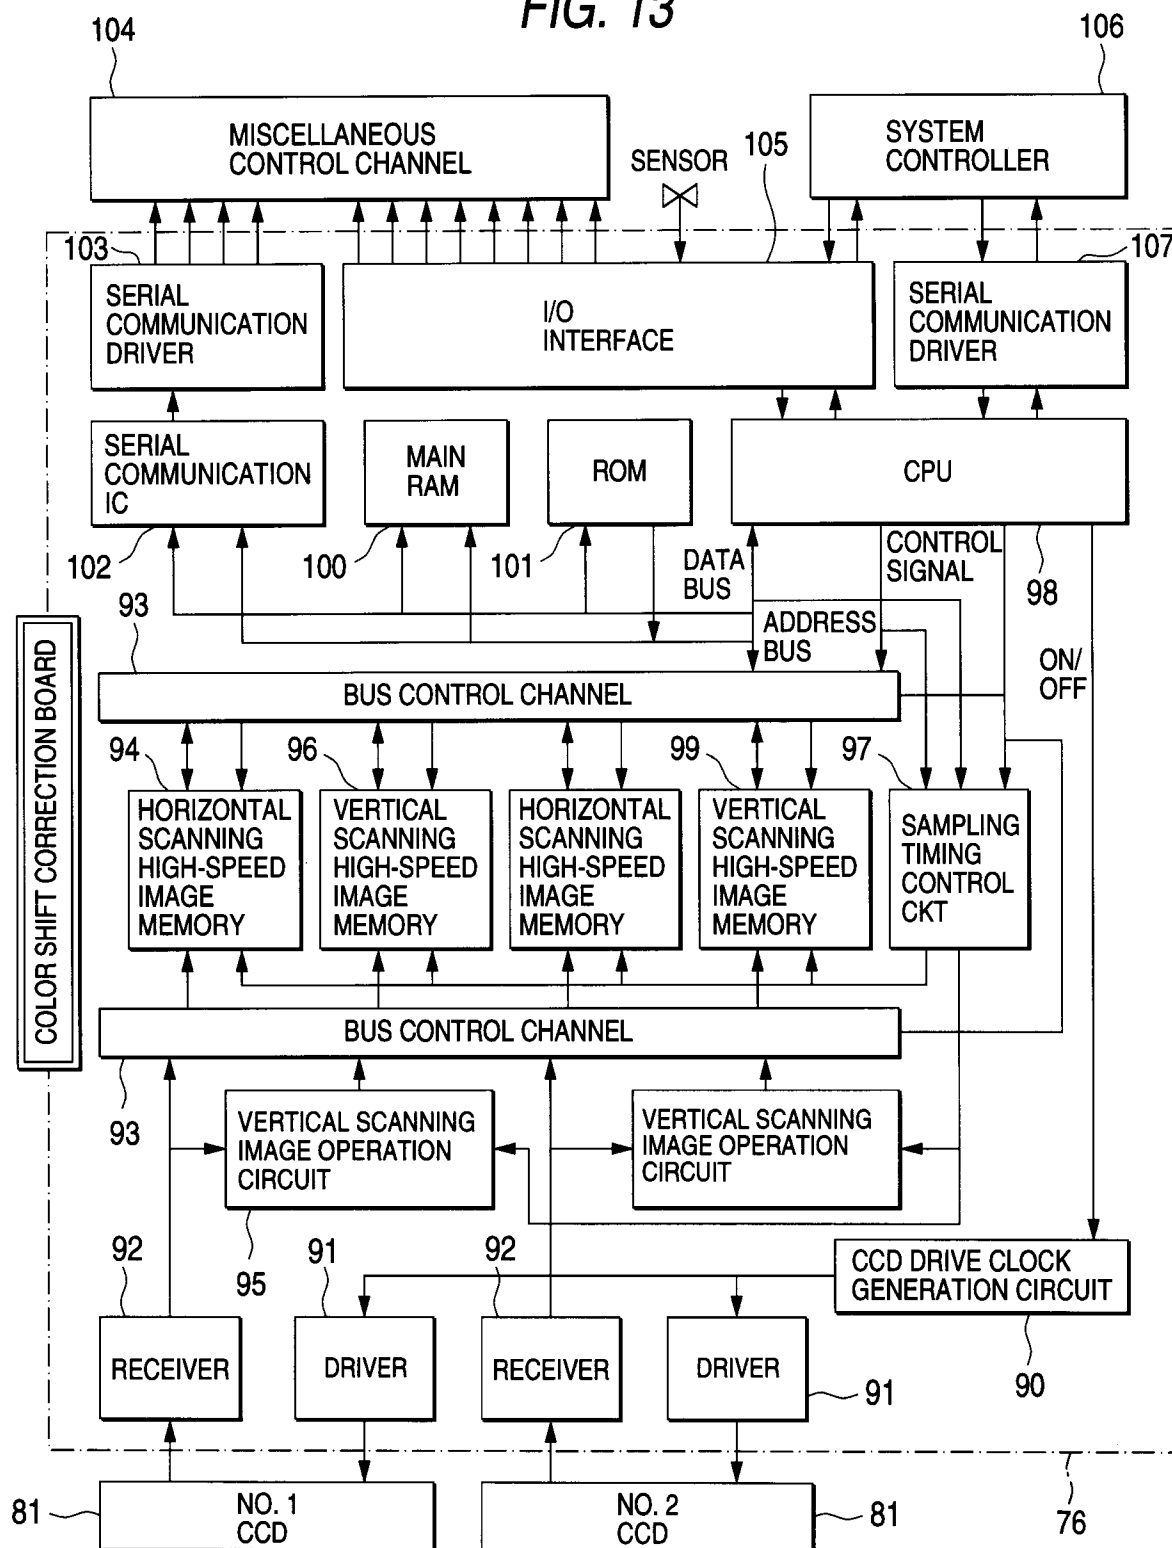 FIG. 13
104
106
MISCELLANEOUS
CONTROL CHANNEL
SENSOR
105
SYSTEM
CONTROLLER
103
107
SERIAL
COMMUNICATION
DRIVER
I/O
INTERFACE
SERIAL
COMMUNICATION
DRIVER
SERIAL
COMMUNICATION
IC
MAIN
RAM
ROM
CPU
102
100
101
DATA
BUS
CONTROL
SIGNAL
98
93
ADDRESS
BUS
ON/
OFF
BUS CONTROL CHANNEL
COLOR SHIFT CORRECTION BOARD
94
96
99
97
HORIZONTAL
SCANNING
HIGH-SPEED
IMAGE
MEMORY
VERTICAL
SCANNING
HIGH-SPEED
IMAGE
MEMORY
HORIZONTAL
SCANNING
HIGH-SPEED
IMAGE
MEMORY
VERTICAL
SCANNING
HIGH-SPEED
IMAGE
MEMORY
SAMPLING
TIMING
CONTROL
CKT
BUS CONTROL CHANNEL
93
VERTICAL SCANNING
IMAGE OPERATION
CIRCUIT
VERTICAL SCANNING
IMAGE OPERATION
CIRCUIT
92
95
91
92
CCD DRIVE CLOCK
GENERATION CIRCUIT
90
RECEIVER
DRIVER
RECEIVER
DRIVER
91
81
NO. 1
CCD
NO. 2
CCD
81
76